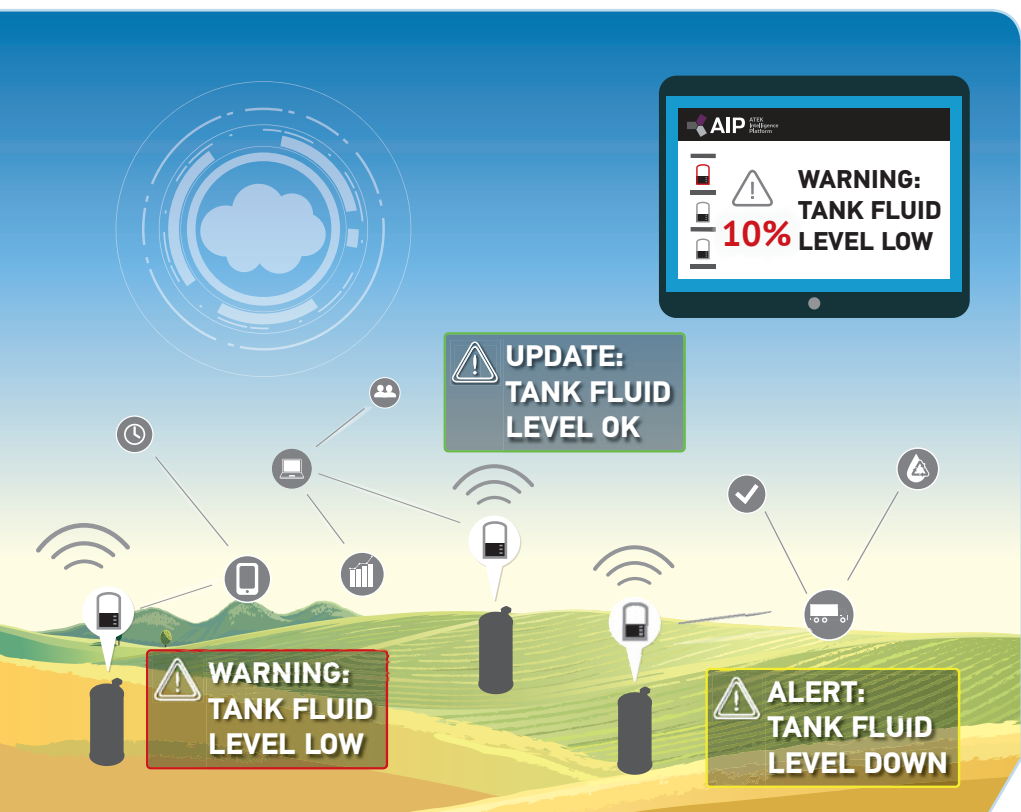 AIP
ATEK
Intelligence
Platform
WARNING:
TANK FLUID
LEVEL LOW
10%
UPDATE:
TANK FLUID
LEVEL OK
WARNING:
TANK FLUID
LEVEL LOW
ALERT:
TANK FLUID
LEVEL DOWN